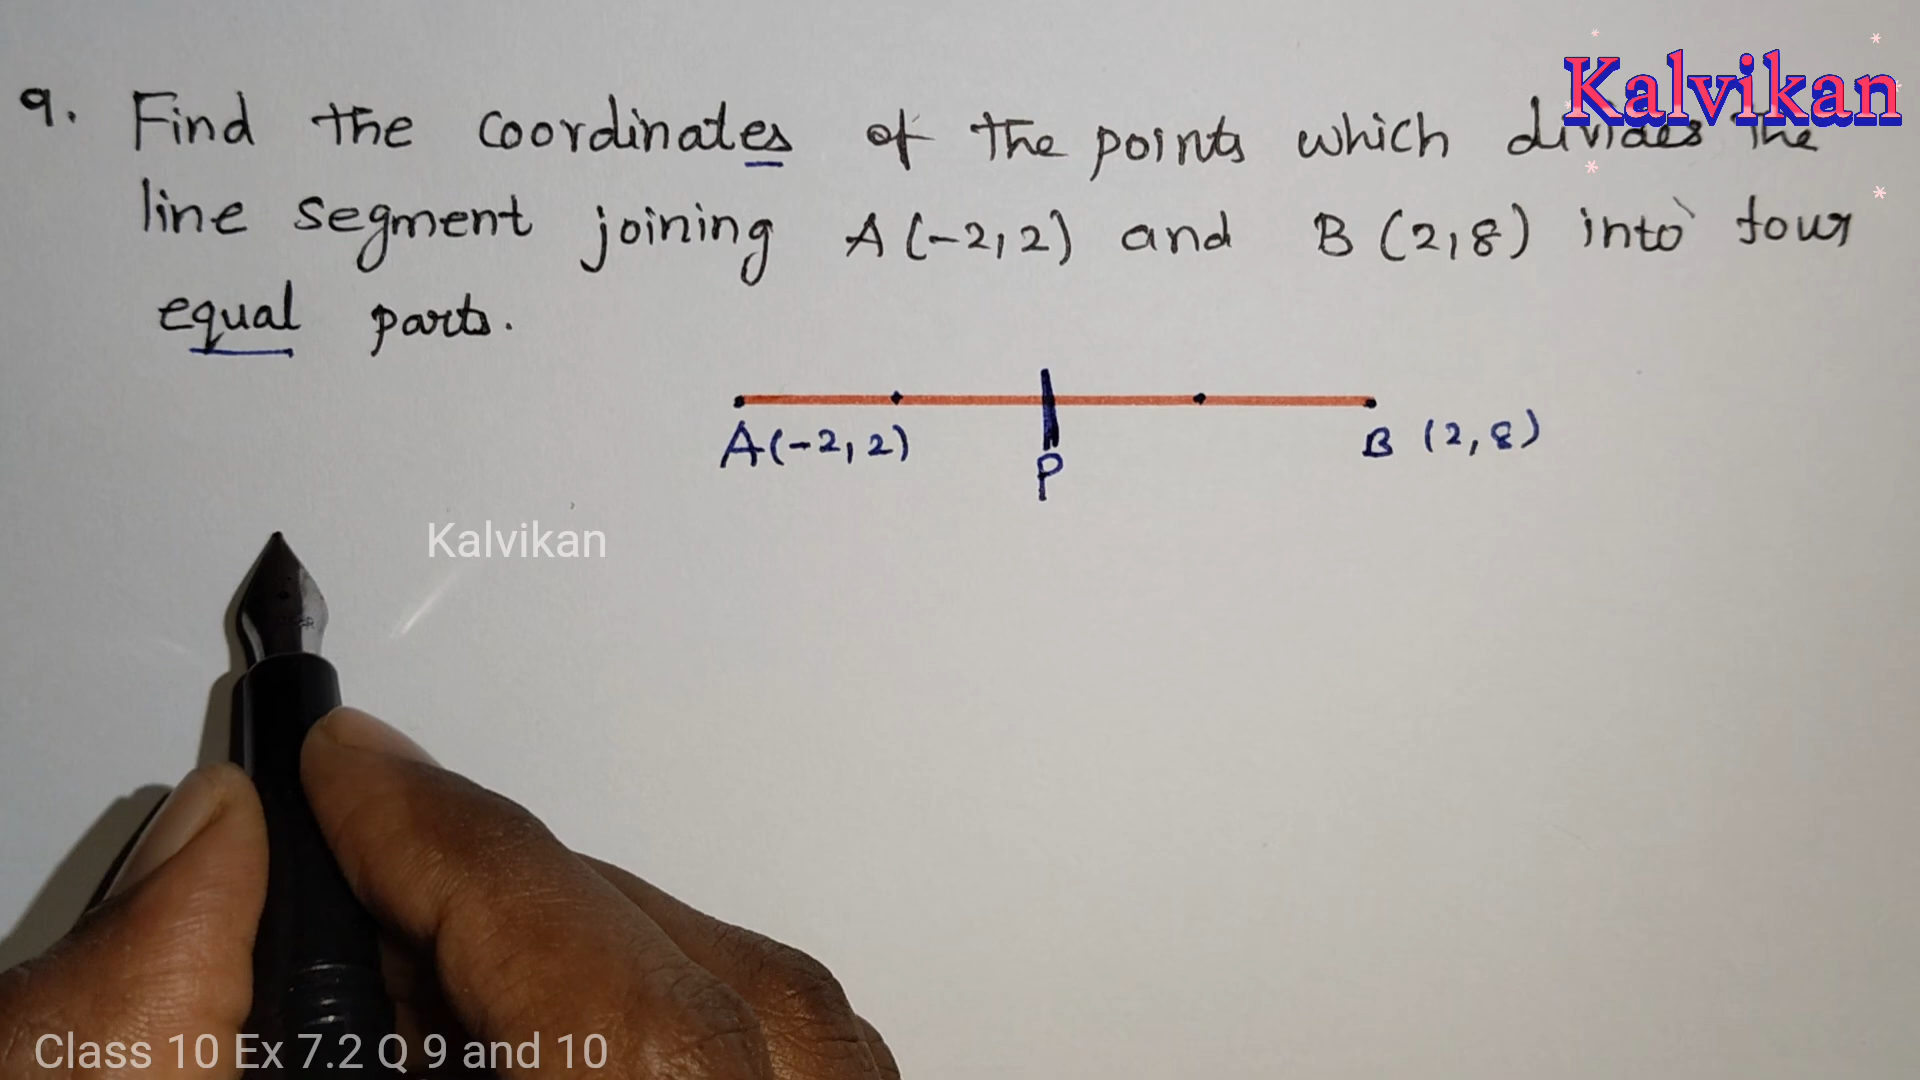 Kalvikan
9. Find the coordinates of the points which divides the
line segment joining A(-2,2) and B(2,8) into four
equal parts.
A(-2,2)
P
B (2,8)
Kalvikan
Class 10 Ex 7.2 Q 9 and 10